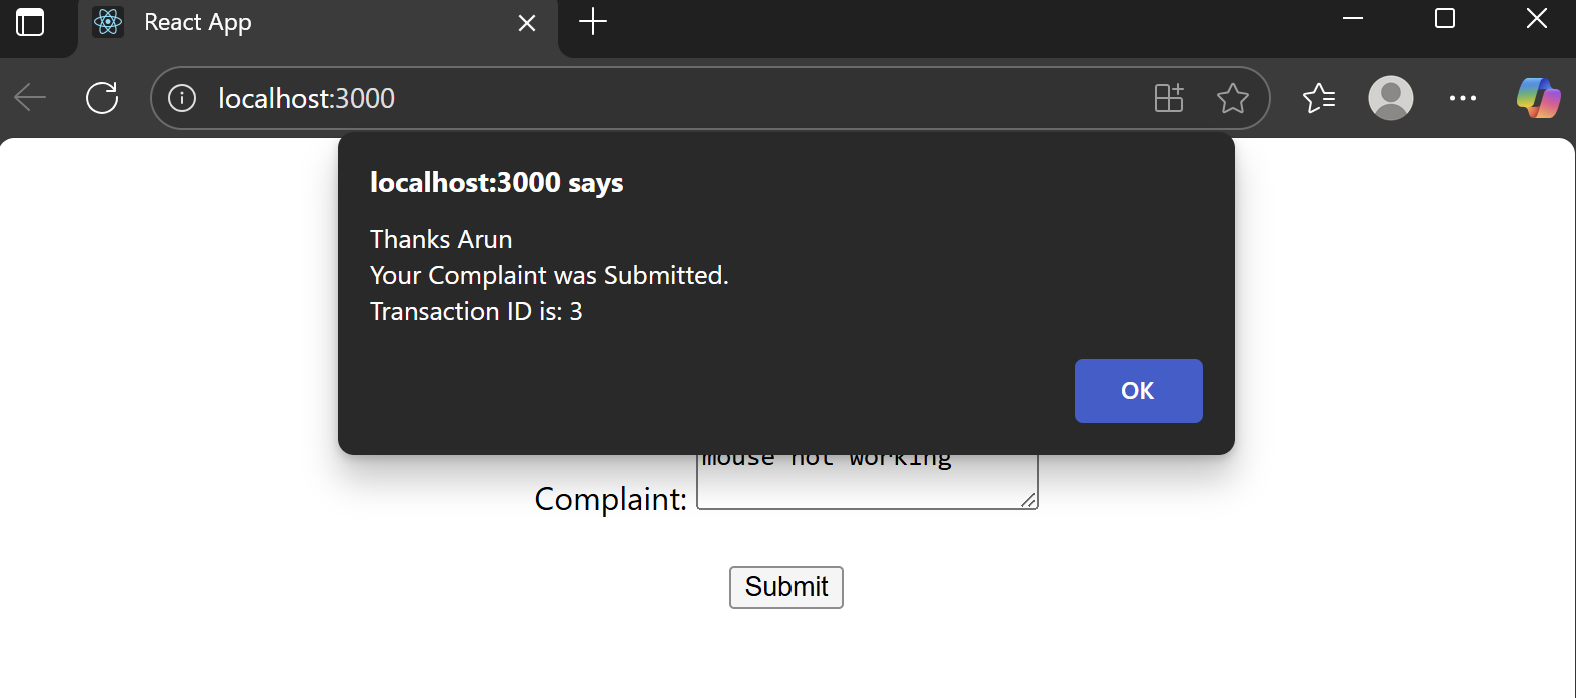 React App
localhost:3000
localhost:3000 says
Thanks Arun
Your Complaint was Submitted.
Transaction ID is: 3
OK
mouse not working
Complaint:
Submit